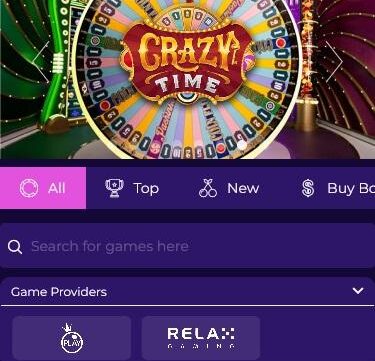 CRAZY
TIME
All
Top
New
Buy Bo
Search for games here
Game Providers
PLAY
RELAX
GAMING